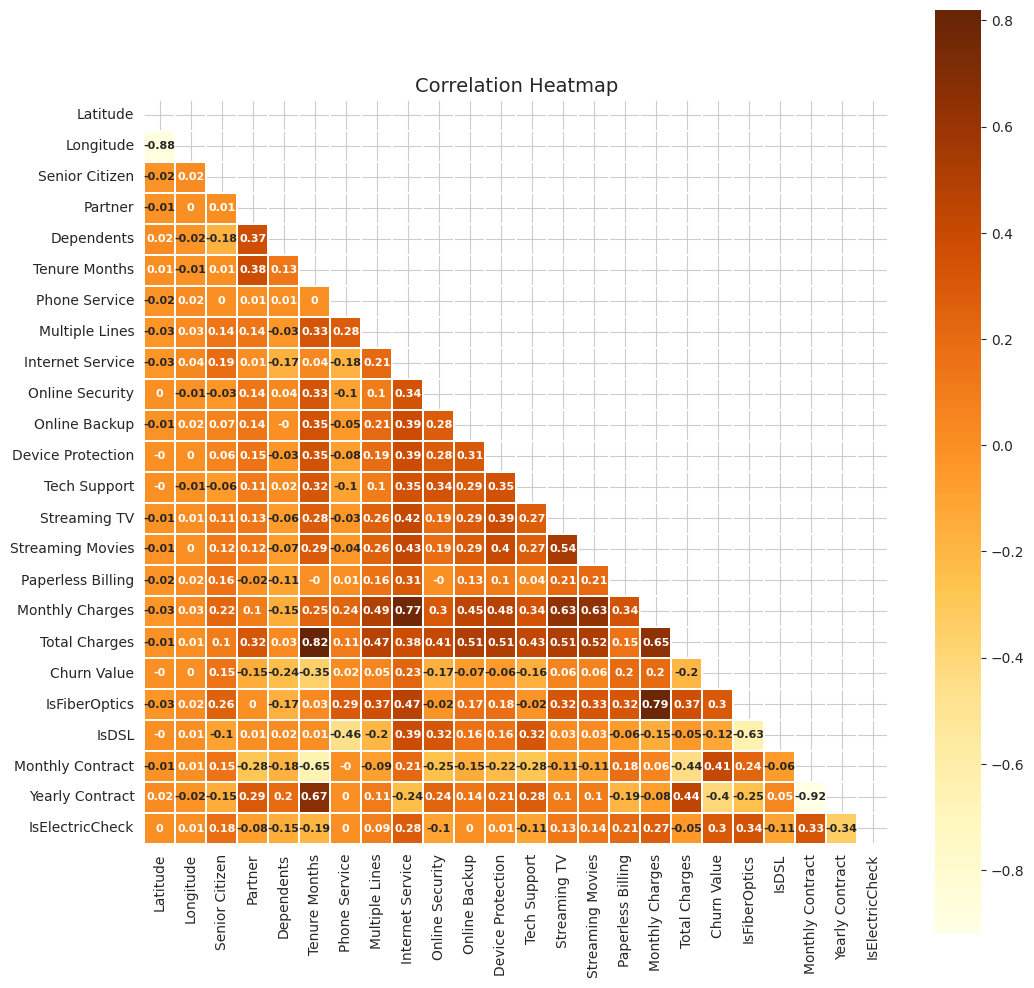 Correlation Heatmap
Latitude
Longitude -0.88
Senior Citizen -0.02 0.02
Partner -0.01 0 0.01
Dependents 0.02 -0.02 -0.18 0.37
Tenure Months 0.01 -0.01 0.01 0.38 0.13
Phone Service -0.02 0.02 0 0.01 0.01 0
Multiple Lines -0.03 0.03 0.14 0.14 -0.03 0.33 0.28
Internet Service -0.03 0.04 0.19 0.01 -0.17 0.04 -0.18 0.21
Online Security 0 -0.01 -0.03 0.14 0.04 0.33 -0.1 0.1 0.34
Online Backup -0.01 0.02 0.07 0.14 -0 0.35 -0.05 0.21 0.39 0.28
Device Protection -0 0 0.06 0.15 -0.03 0.35 -0.08 0.19 0.39 0.28 0.31
Tech Support -0 -0.01 -0.06 0.11 0.02 0.32 -0.1 0.1 0.35 0.34 0.29 0.35
Streaming TV -0.01 0.01 0.11 0.13 -0.06 0.28 -0.03 0.26 0.42 0.19 0.29 0.39 0.27
Streaming Movies -0.01 0 0.12 0.12 -0.07 0.29 -0.04 0.26 0.43 0.19 0.29 0.4 0.27 0.54
Paperless Billing -0.02 0.02 0.16 -0.02 -0.11 -0 0.01 0.16 0.31 -0 0.13 0.1 0.04 0.21 0.21
Monthly Charges -0.03 0.03 0.22 0.1 -0.15 0.25 0.24 0.49 0.77 0.3 0.45 0.48 0.34 0.63 0.63 0.34
Total Charges -0.01 0.01 0.1 0.32 0.03 0.82 0.11 0.47 0.38 0.41 0.51 0.51 0.43 0.51 0.52 0.15 0.65
Churn Value -0 0 0.15 -0.15 -0.24 -0.35 0.02 0.05 0.23 -0.17 -0.07 -0.06 -0.16 0.06 0.06 0.2 0.2 -0.2
IsFiberOptics -0.03 0.02 0.26 0 -0.17 0.03 0.29 0.37 0.47 -0.02 0.17 0.18 -0.02 0.32 0.33 0.32 0.79 0.37 0.3
IsDSL -0 0.01 -0.1 0.01 0.02 0.01 -0.46 -0.2 0.39 0.32 0.16 0.16 0.32 0.03 0.03 -0.06 -0.15 -0.05 -0.12 -0.63
Monthly Contract -0.01 0.01 0.15 -0.28 -0.18 -0.65 -0 -0.09 0.21 -0.25 -0.15 -0.22 -0.28 -0.11 -0.11 0.18 0.06 -0.44 0.41 0.24 -0.06
Yearly Contract 0.02 -0.02 -0.15 0.29 0.2 0.67 0 0.11 -0.24 0.24 0.14 0.21 0.28 0.1 0.1 -0.19 -0.08 0.44 -0.4 -0.25 0.05 -0.92
IsElectricCheck 0 0.01 0.18 -0.08 -0.15 -0.19 0 0.09 0.28 -0.1 0 0.01 -0.11 0.13 0.14 0.21 0.27 -0.05 0.3 0.34 -0.11 0.33 -0.34
Latitude
Longitude
Senior Citizen
Partner
Dependents
Tenure Months
Phone Service
Multiple Lines
Internet Service
Online Security
Online Backup
Device Protection
Tech Support
Streaming TV
Streaming Movies
Paperless Billing
Monthly Charges
Total Charges
Churn Value
IsFiberOptics
IsDSL
Monthly Contract
Yearly Contract
IsElectricCheck
0.8
0.6
0.4
0.2
0.0
−0.2
−0.4
−0.6
−0.8